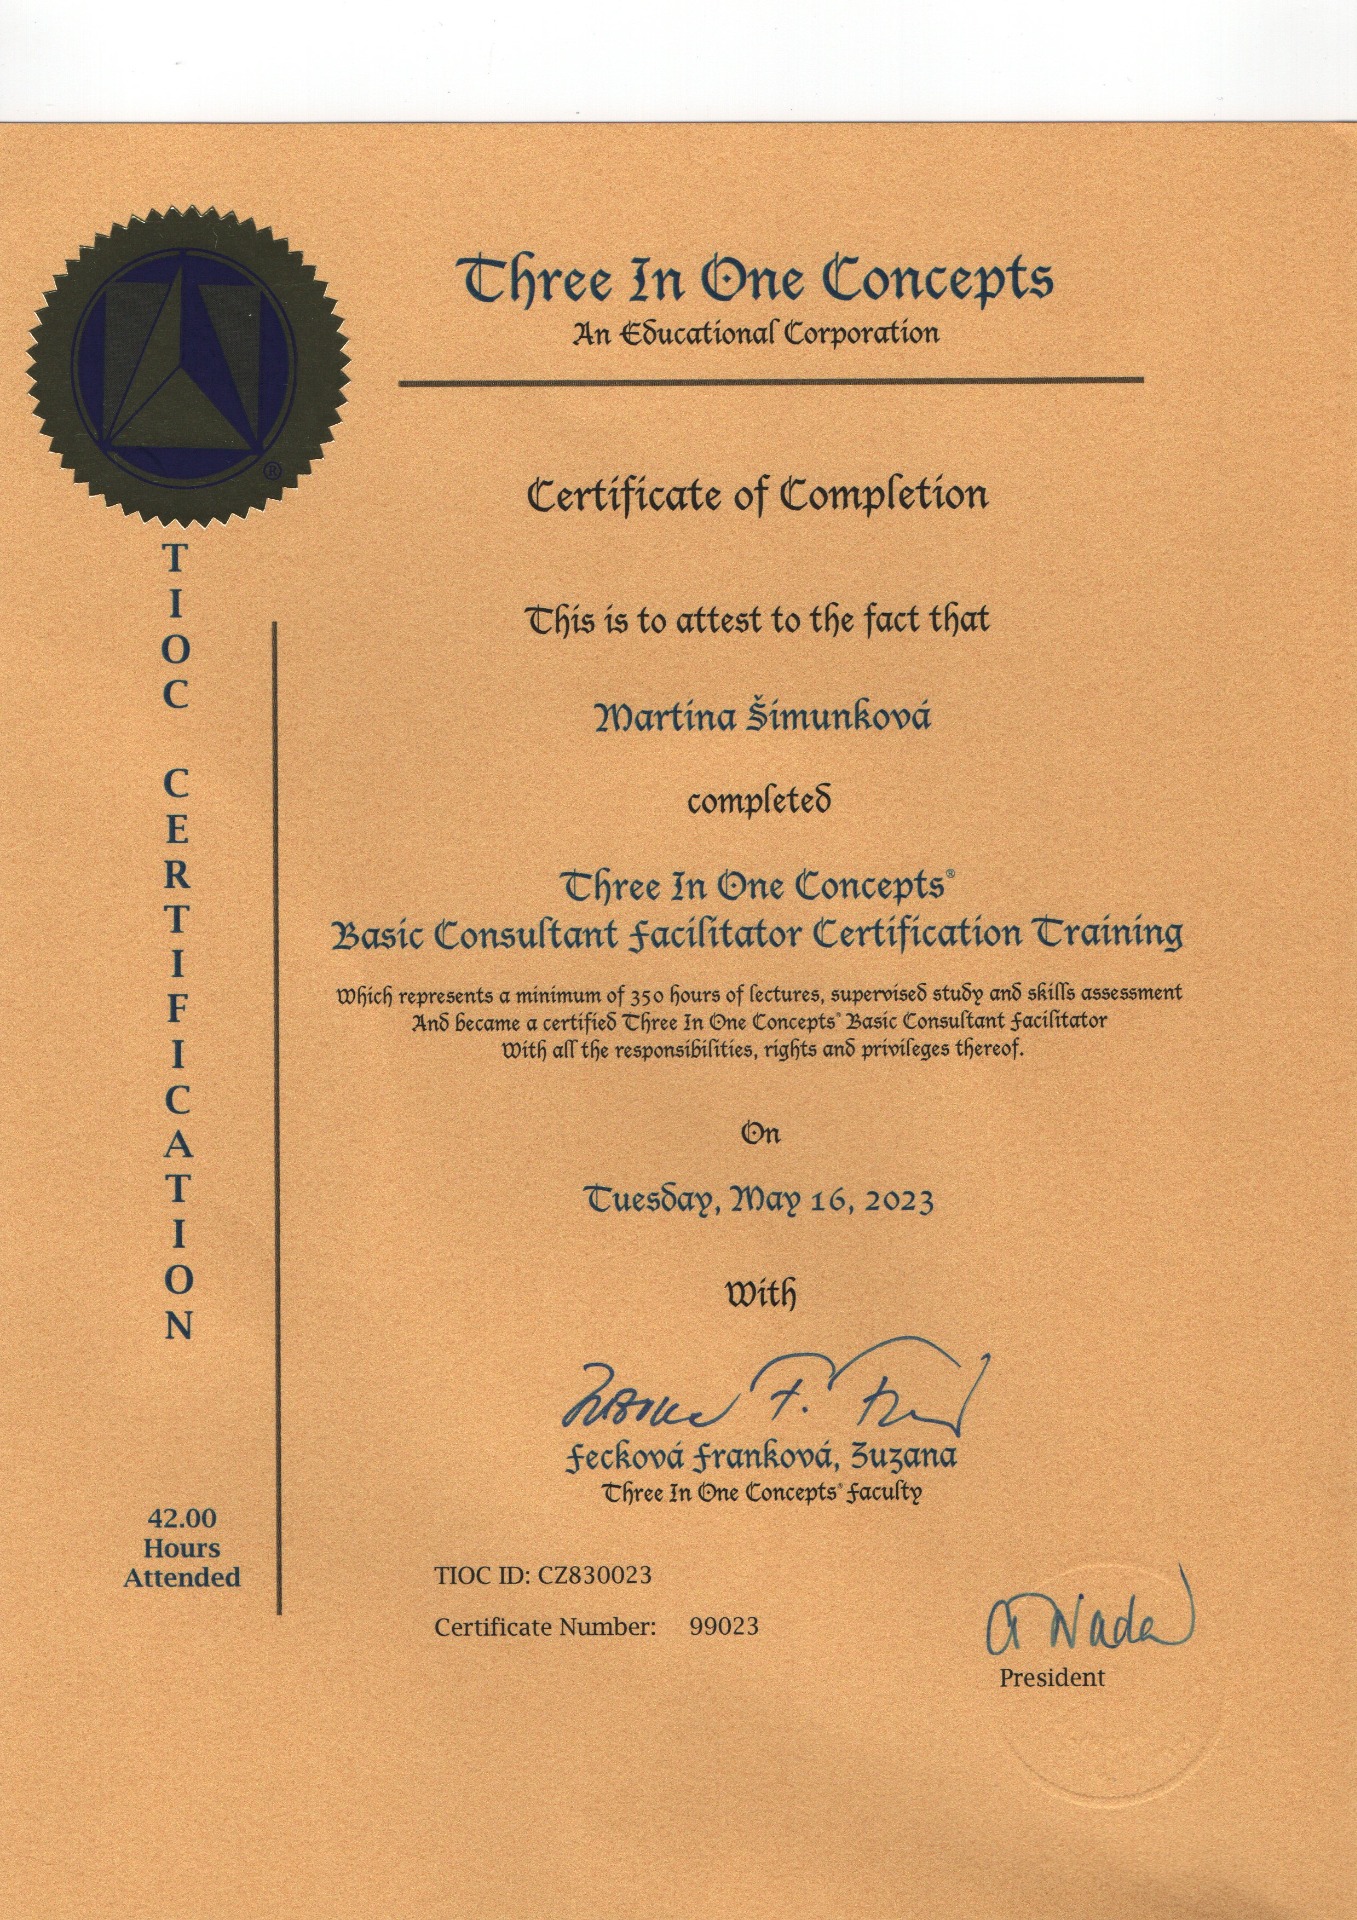 Three In One Concepts
An Educational Corporation
Certificate of Completion
This is to attest to the fact that
Martina Šimunková
completed
Three In One Concepts®
Basic Consultant Facilitator Certification Training
Which represents a minimum of 350 hours of lectures, supervised study and skills assessment
And became a certified Three In One Concepts® Basic Consultant Facilitator
With all the responsibilities, rights and privileges thereof.
On
Tuesday, May 16, 2023
With
Fecková Franková, Zuzana
Three In One Concepts® Faculty
TIOC ID: CZ830023
Certificate Number: 99023
President
®
TIOC CERTIFICATION
42.00
Hours
Attended